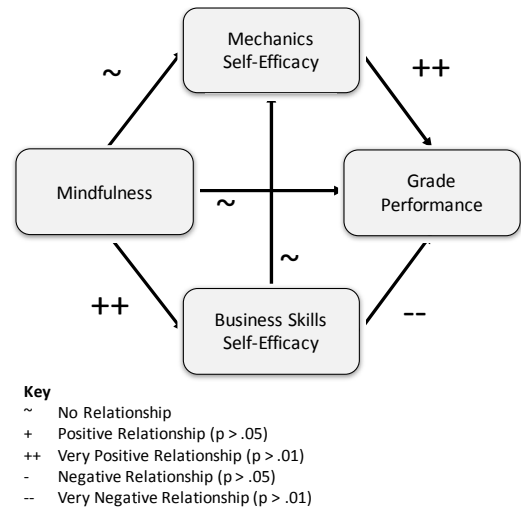 Mechanics
Self-Efficacy
~
++
Mindfulness
Grade
Performance
~
~
++
Business Skills
Self-Efficacy
--
Key
~ No Relationship
+ Positive Relationship (p > .05)
++ Very Positive Relationship (p > .01)
- Negative Relationship (p > .05)
-- Very Negative Relationship (p > .01)